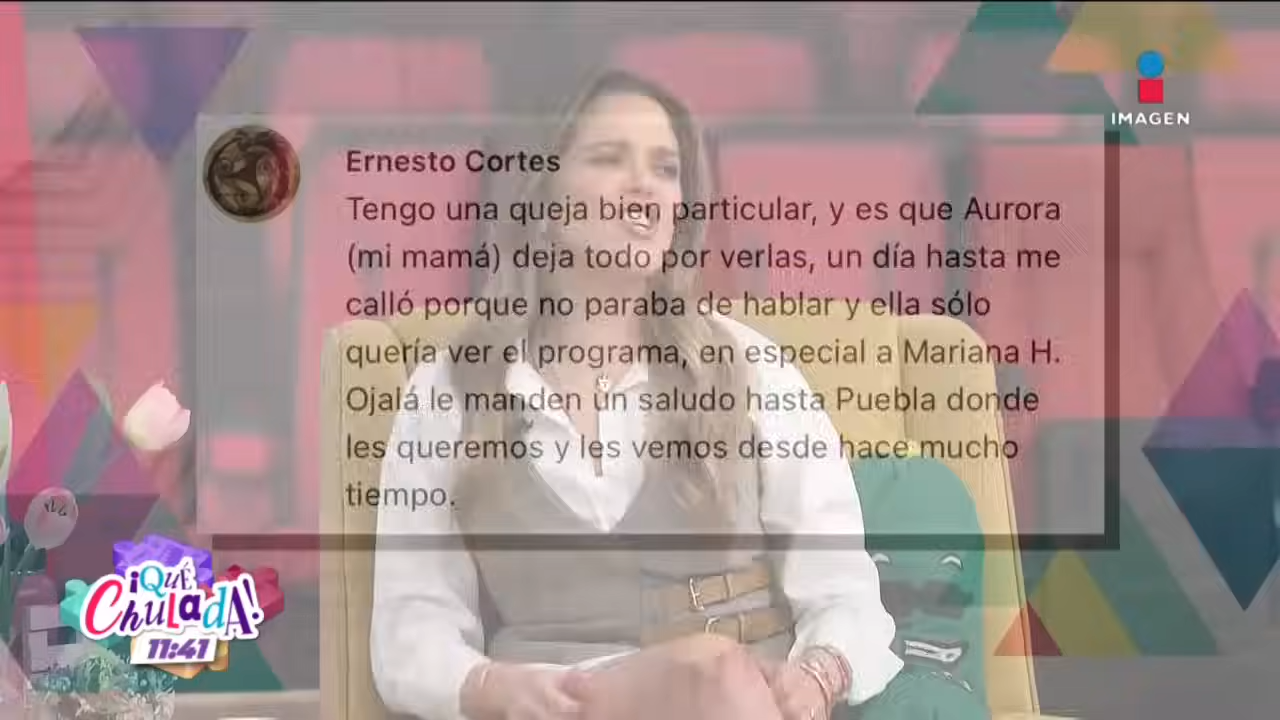 IMAGEN
Ernesto Cortes
Tengo una queja bien particular, y es que Aurora
(mi mamá) deja todo por verlas, un día hasta me
calló porque no paraba de hablar y ella sólo
quería ver el programa, en especial a Mariana H.
Ojalá le manden un saludo hasta Puebla donde
les queremos y les vemos desde hace mucho
tiempo.
¡QUÉ
ChuLadA!
11:41